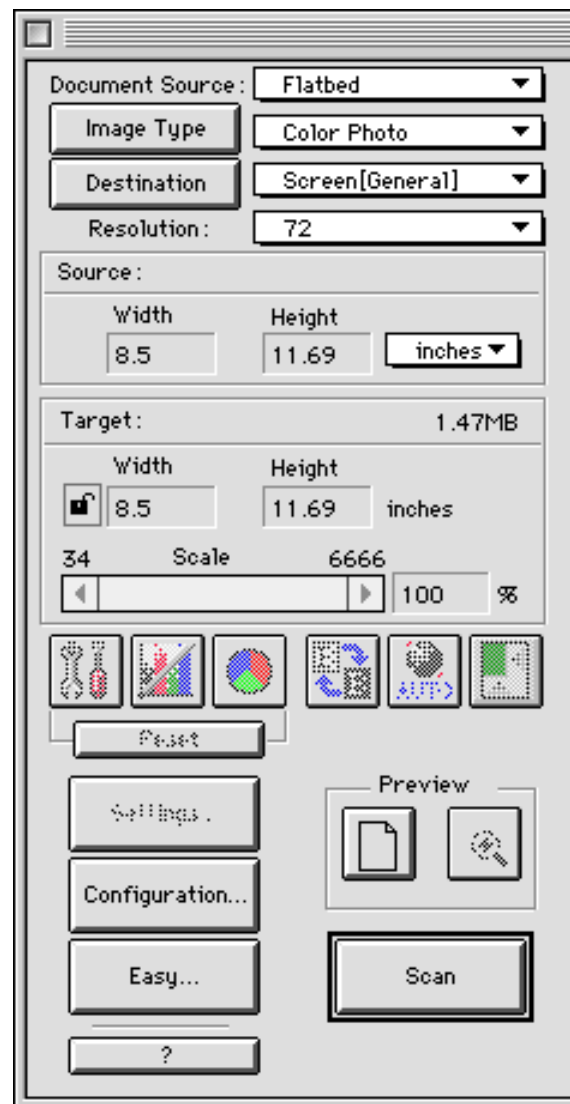 Document Source: Flatbed
Image Type Color Photo
Destination Screen[General]
Resolution: 72
Source:
Width Height
8.5 11.69 inches
Target: 1.47MB
Width Height
8.5 11.69 inches
34 Scale 6666
100 %
AUTO
Reset
Preview
Settings.
Configuration...
Easy... Scan
?